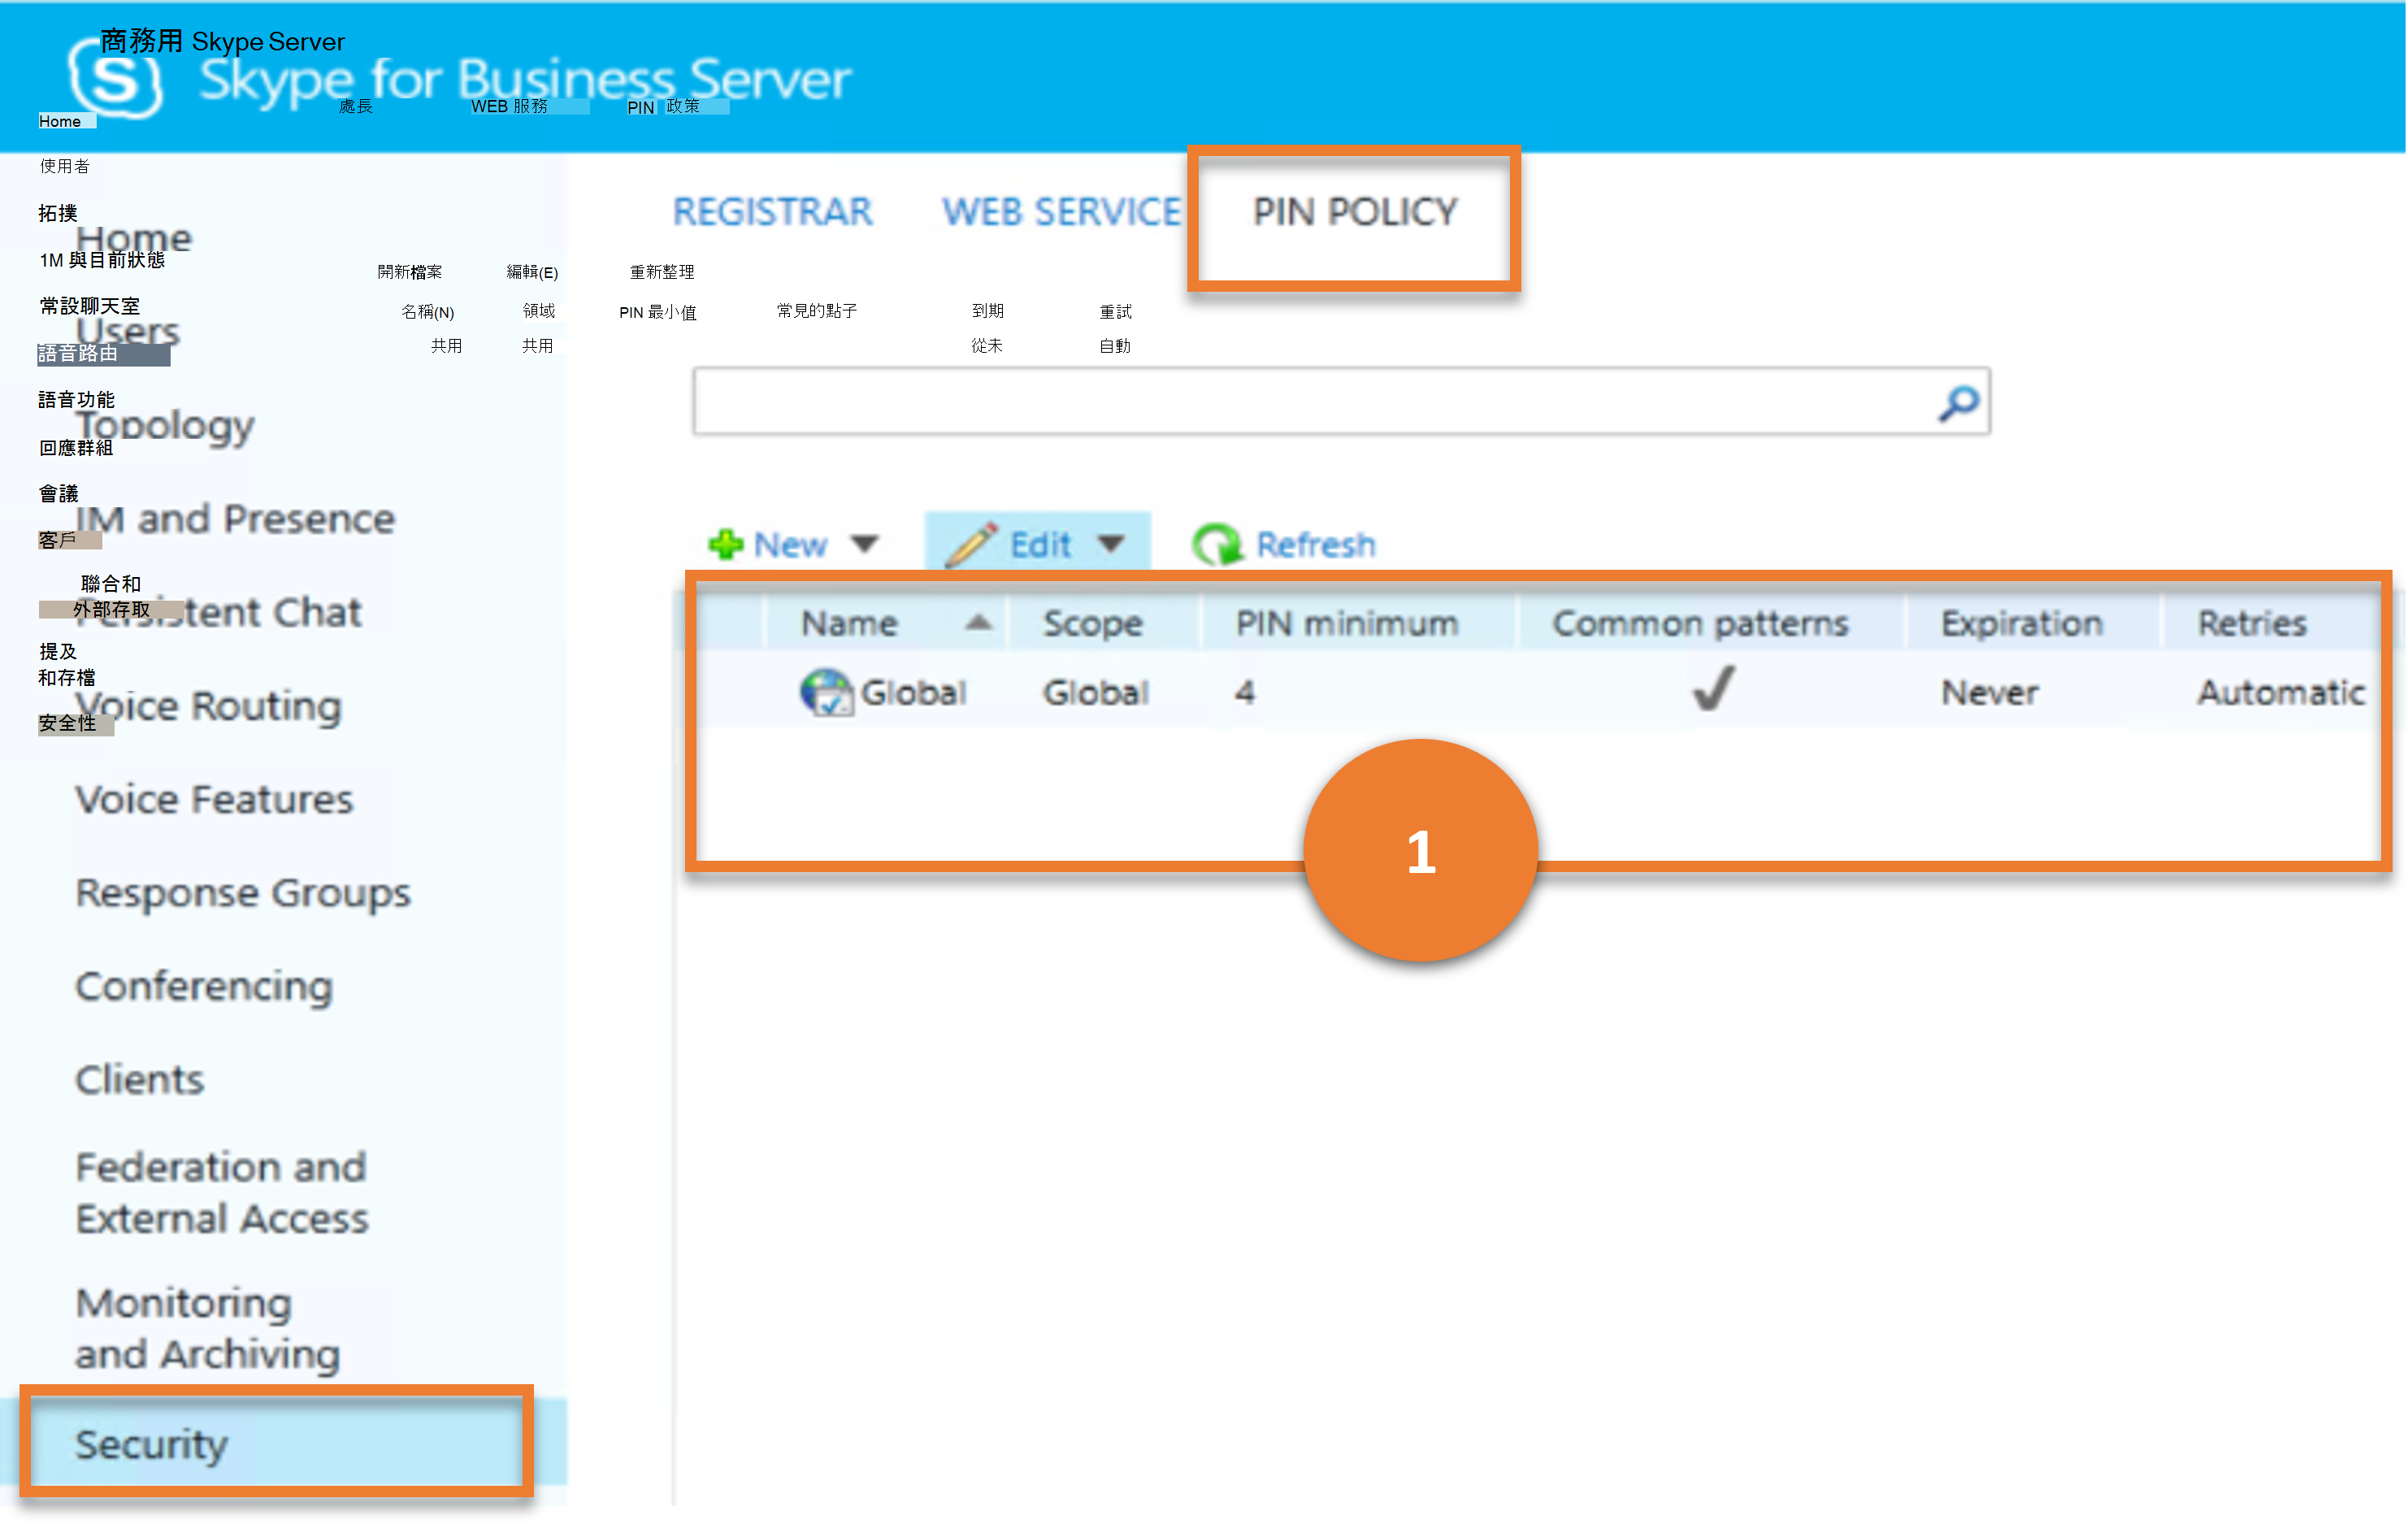 商務用 Skype Server
Skype for Business Server
處長 WEB 服務 PIN 政策
Home
使用者
拓撲
1M 與目前狀態
常設聊天室
語音路由
語音功能
回應群組
會議
客戶
聯合和
外部存取
提及
和存檔
安全性
開新檔案 編輯(E) 重新整理
名稱(N) 領域 PIN 最小值 常見的點子 到期 重試
共用 共用 從未 自動
Home
Users
Topology
IM and Presence
Persistent Chat
Voice Routing
Voice Features
Response Groups
Conferencing
Clients
Federation and
External Access
Monitoring
and Archiving
Security
REGISTRAR WEB SERVICE PIN POLICY
New Edit Refresh
Name Scope PIN minimum Common patterns Expiration Retries
Global Global 4 Never Automatic
1